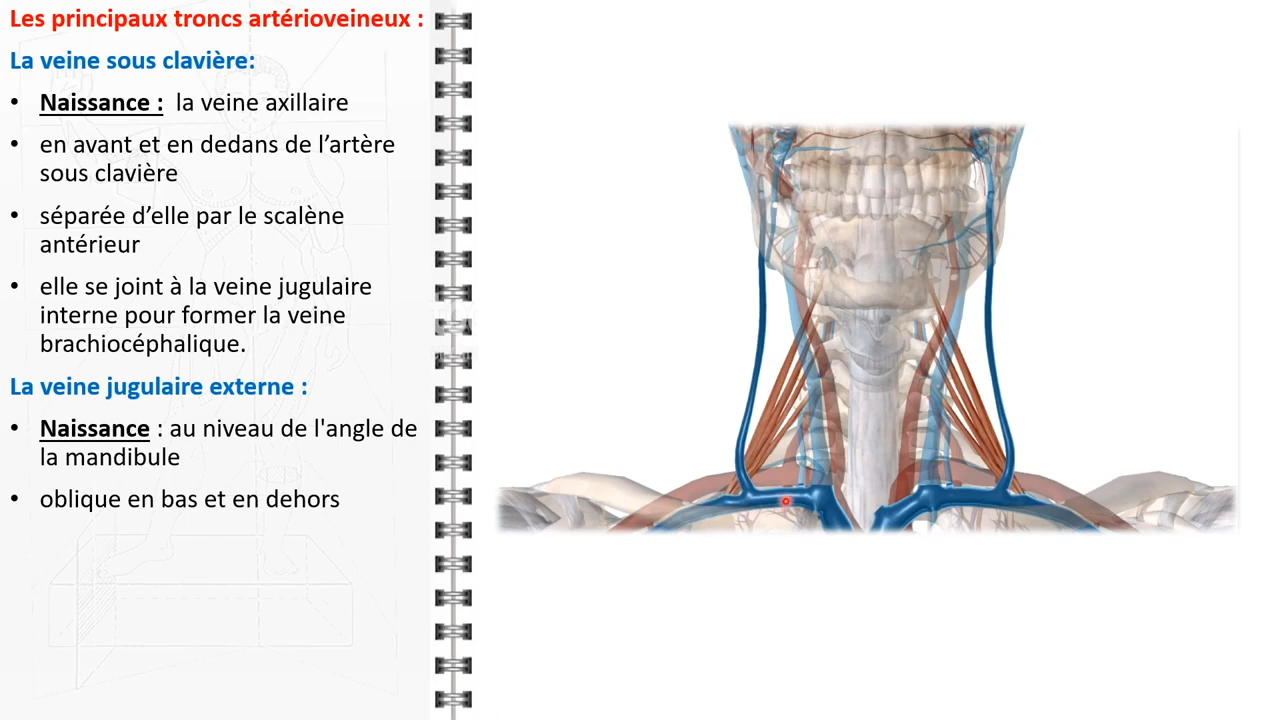 Les principaux troncs artérioveineux :
La veine sous clavière:
• Naissance :  la veine axillaire
• en avant et en dedans de l’artère
sous clavière
• séparée d’elle par le scalène
antérieur
• elle se joint à la veine jugulaire
interne pour former la veine
brachiocéphalique.
La veine jugulaire externe :
• Naissance : au niveau de l'angle de
la mandibule
• oblique en bas et en dehors